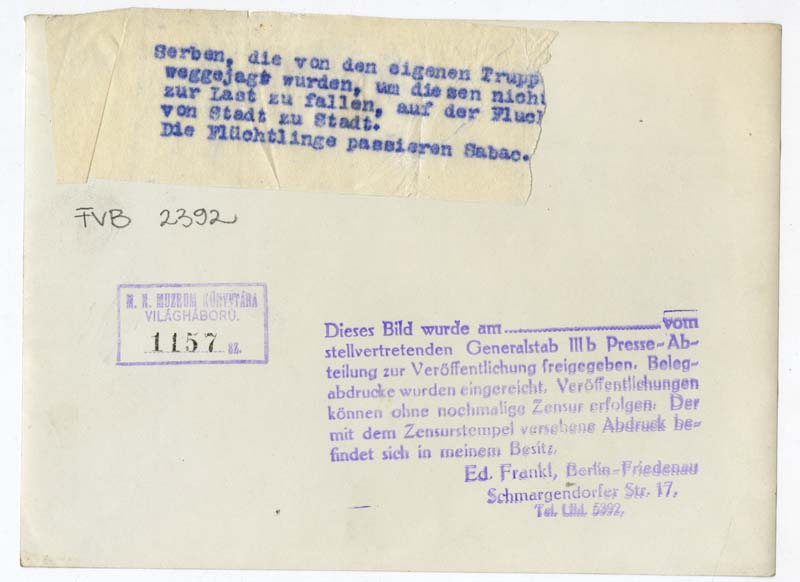 Serben, die von den eigenen Trupp
weggejagt wurden, um diesen nicht
zur Last zu fallen, auf der Fluch
von Stadt zu Stadt.
Die Flüchtlinge passieren Sabac.
FVB 2392
M. N. MUZEUM KÖNYVTÁRA
VILÁGHÁBORÚ.
1157 sz.
Dieses Bild wurde am ........................ vom
stellvertretenden Generalstab IIIb Presse-Ab-
teilung zur Veröffentlichung freigegeben. Beleg-
abdrucke wurden eingereicht. Veröffentlichungen
können ohne nochmalige Zensur erfolgen. Der
mit dem Zensurstempel versehene Abdruck be-
findet sich in meinem Besitz.
Ed. Frankl, Berlin-Friedenau
Schmargendorfer Str. 17.
Tel. Uhl. 5392.